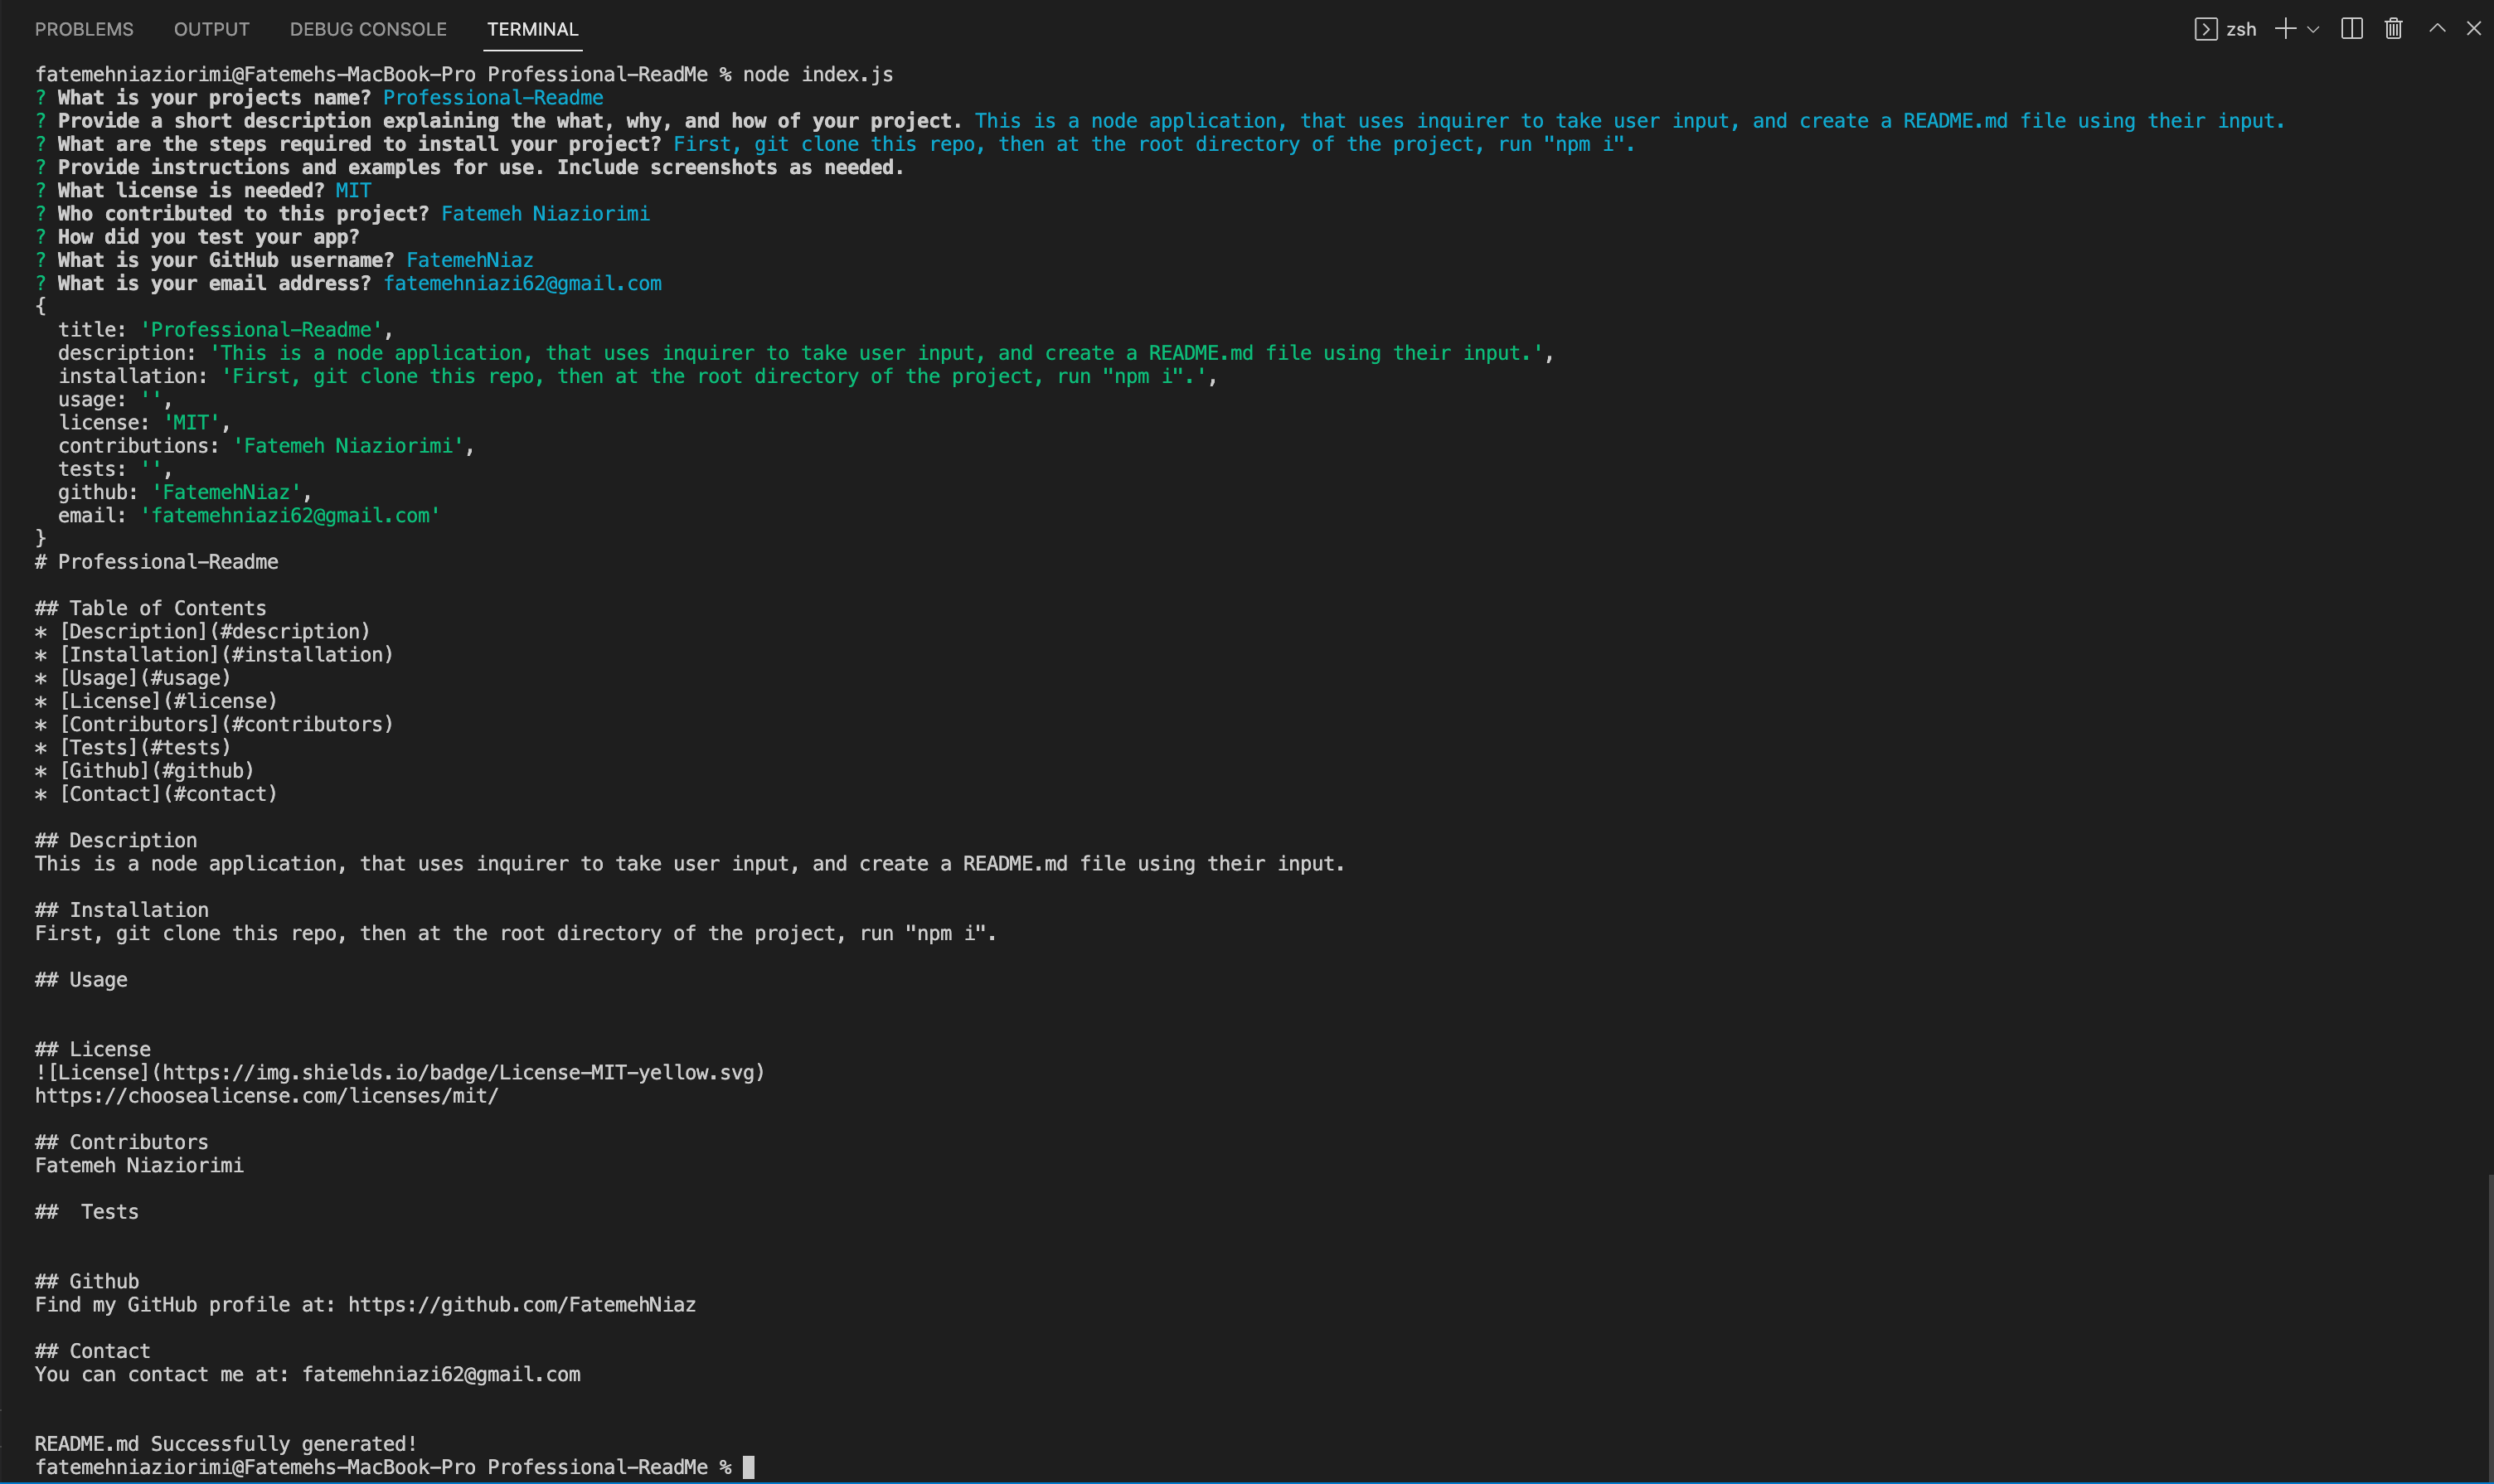 PROBLEMS OUTPUT DEBUG CONSOLE TERMINAL zsh
fatemehniaziorimi@Fatemehs-MacBook-Pro Professional-ReadMe % node index.js
? What is your projects name? Professional-Readme
? Provide a short description explaining the what, why, and how of your project. This is a node application, that uses inquirer to take user input, and create a README.md file using their input.
? What are the steps required to install your project? First, git clone this repo, then at the root directory of the project, run "npm i".
? Provide instructions and examples for use. Include screenshots as needed.
? What license is needed? MIT
? Who contributed to this project? Fatemeh Niaziorimi
? How did you test your app?
? What is your GitHub username? FatemehNiaz
? What is your email address? fatemehniazi62@gmail.com
{
  title: 'Professional-Readme',
  description: 'This is a node application, that uses inquirer to take user input, and create a README.md file using their input.',
  installation: 'First, git clone this repo, then at the root directory of the project, run "npm i".',
  usage: '',
  license: 'MIT',
  contributions: 'Fatemeh Niaziorimi',
  tests: '',
  github: 'FatemehNiaz',
  email: 'fatemehniazi62@gmail.com'
}
# Professional-Readme

## Table of Contents
* [Description](#description)
* [Installation](#installation)
* [Usage](#usage)
* [License](#license)
* [Contributors](#contributors)
* [Tests](#tests)
* [Github](#github)
* [Contact](#contact)

## Description
This is a node application, that uses inquirer to take user input, and create a README.md file using their input.

## Installation
First, git clone this repo, then at the root directory of the project, run "npm i".

## Usage

## License
![License](https://img.shields.io/badge/License-MIT-yellow.svg)
https://choosealicense.com/licenses/mit/

## Contributors
Fatemeh Niaziorimi

##  Tests

## Github
Find my GitHub profile at: https://github.com/FatemehNiaz

## Contact
You can contact me at: fatemehniazi62@gmail.com

README.md Successfully generated!
fatemehniaziorimi@Fatemehs-MacBook-Pro Professional-ReadMe %